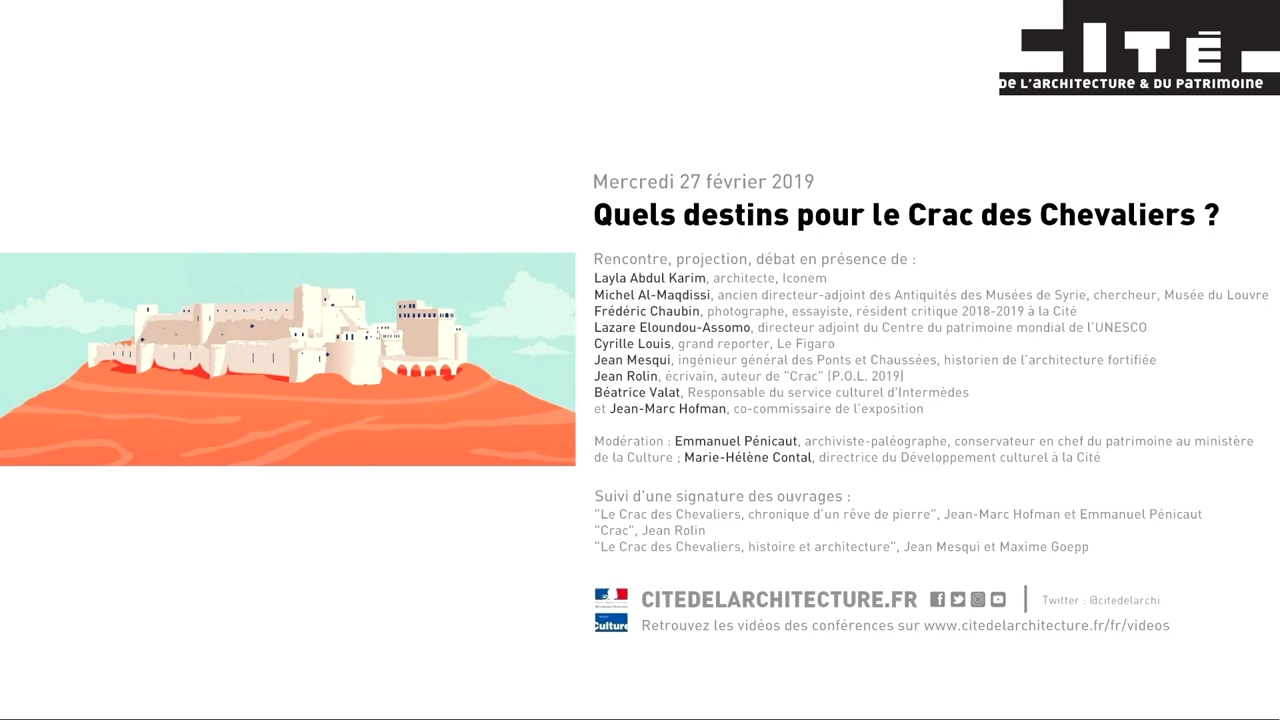 CITÉ
DE L'ARCHITECTURE & DU PATRIMOINE
Mercredi 27 février 2019
Quels destins pour le Crac des Chevaliers ?
Rencontre, projection, débat en présence de :
Layla Abdul Karim, architecte, Iconem
Michel Al-Maqdissi, ancien directeur-adjoint des Antiquités des Musées de Syrie, chercheur, Musée du Louvre
Frédéric Chaubin, photographe, essayiste, résident critique 2018-2019 à la Cité
Lazare Eloundou-Assomo, directeur adjoint du Centre du patrimoine mondial de l'UNESCO
Cyrille Louis, grand reporter, Le Figaro
Jean Mesqui, ingénieur général des Ponts et Chaussées, historien de l'architecture fortifiée
Jean Rolin, écrivain, auteur de "Crac" (P.O.L. 2019)
Béatrice Valat, Responsable du service culturel d'Intermèdes
et Jean-Marc Hofman, co-commissaire de l'exposition
Modération : Emmanuel Pénicaut, archiviste-paléographe, conservateur en chef du patrimoine au ministère
de la Culture ; Marie-Hélène Contal, directrice du Développement culturel à la Cité
Suivi d'une signature des ouvrages :
"Le Crac des Chevaliers, chronique d'un rêve de pierre", Jean-Marc Hofman et Emmanuel Pénicaut
"Crac", Jean Rolin
"Le Crac des Chevaliers, histoire et architecture", Jean Mesqui et Maxime Goepp
CITEDELARCHITECTURE.FR
Twitter : @citedelarchi
Culture
Retrouvez les vidéos des conférences sur www.citedelarchitecture.fr/fr/videos